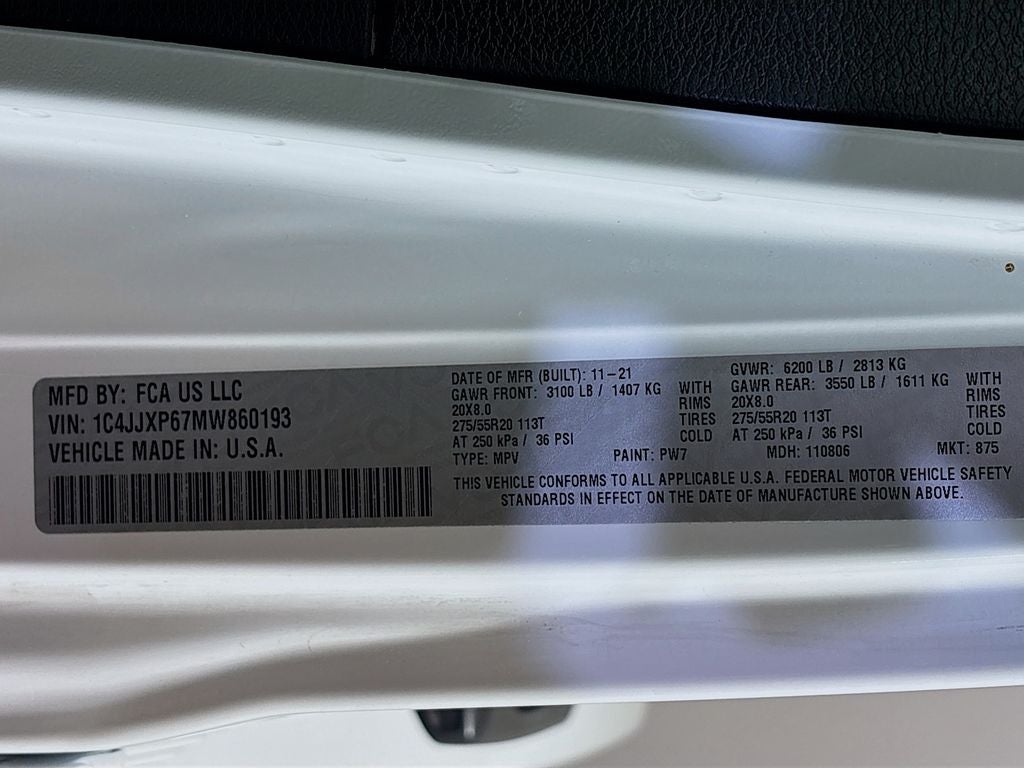 MFD BY: FCA US LLC
VIN: 1C4JJXP67MW860193
VEHICLE MADE IN: U.S.A.
DATE OF MFR (BUILT): 11-21
GAWR FRONT: 3100 LB / 1407 KG WITH
20X8.0 RIMS
275/55R20 113T TIRES
AT 250 kPa / 36 PSI COLD
GVWR: 6200 LB / 2813 KG
GAWR REAR: 3550 LB / 1611 KG WITH
20X8.0 RIMS
275/55R20 113T TIRES
AT 250 kPa / 36 PSI COLD
TYPE: MPV PAINT: PW7 MDH: 110806 MKT: 875
THIS VEHICLE CONFORMS TO ALL APPLICABLE U.S.A. FEDERAL MOTOR VEHICLE SAFETY
STANDARDS IN EFFECT ON THE DATE OF MANUFACTURE SHOWN ABOVE.